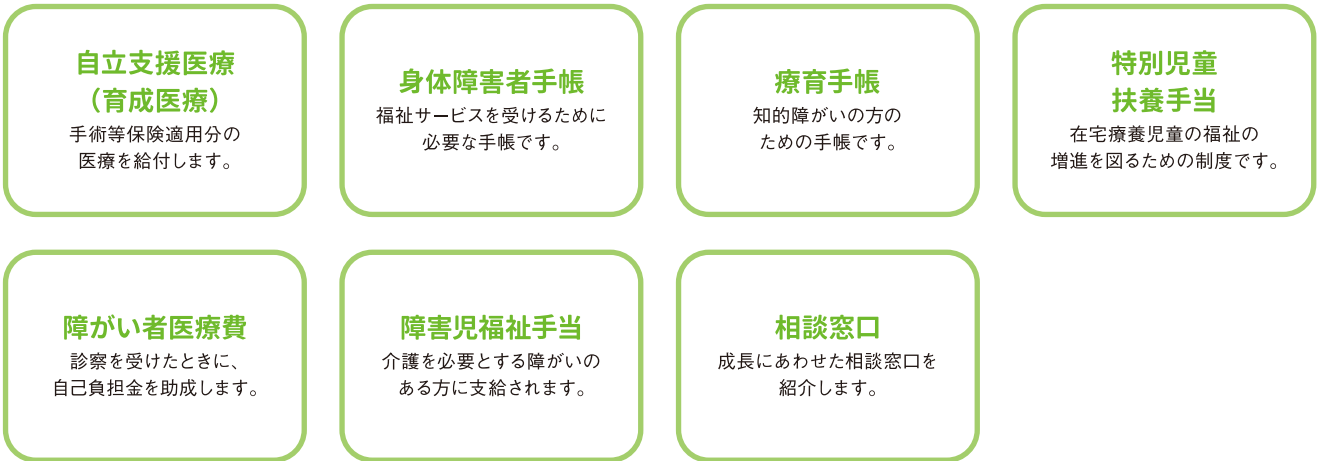 自立支援医療
（育成医療）
手術等保険適用分の
医療を給付します。
身体障害者手帳
福祉サービスを受けるために
必要な手帳です。
療育手帳
知的障がいの方の
ための手帳です。
特別児童
扶養手当
在宅療養児童の福祉の
増進を図るための制度です。
障がい者医療費
診察を受けたときに、
自己負担金を助成します。
障害児福祉手当
介護を必要とする障がいの
ある方に支給されます。
相談窓口
成長にあわせた相談窓口を
紹介します。